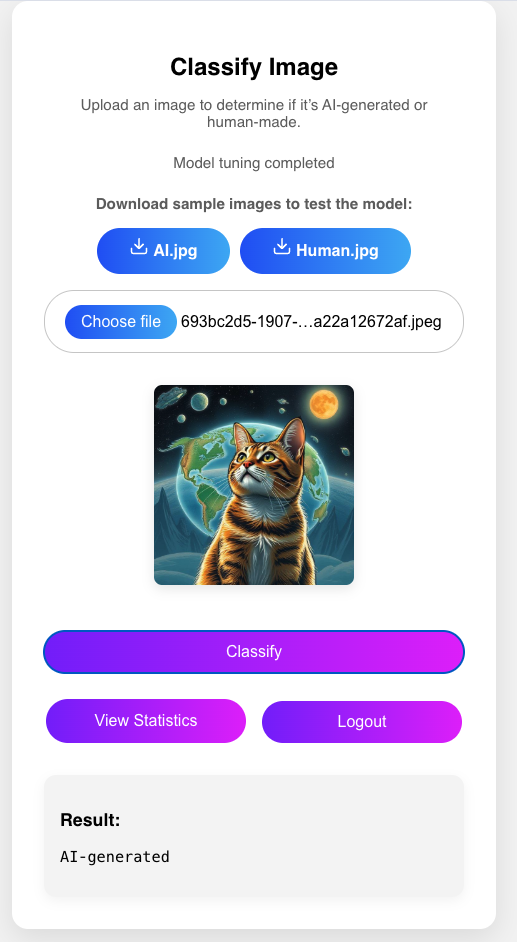 Classify Image
Upload an image to determine if it’s AI-generated or
human-made.
Model tuning completed
Download sample images to test the model:
AI.jpg
Human.jpg
Choose file 693bc2d5-1907-…a22a12672af.jpeg
Classify
View Statistics
Logout
Result:
AI-generated